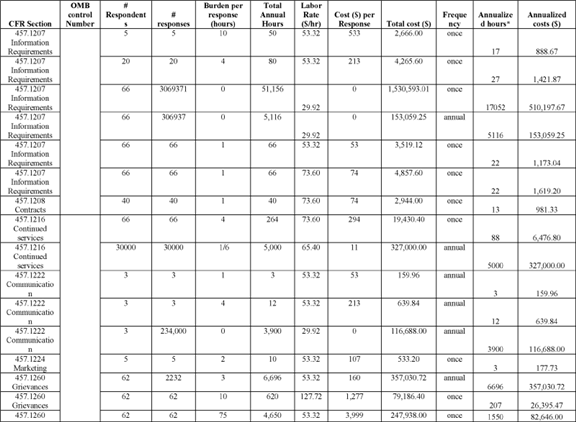 CFR Section OMB control Number # Respondents # responses Burden per response (hours) Total Annual Hours Labor Rate ($/hr) Cost ($) per Response Total cost ($) Frequency Annualized hours* Annualized costs ($)
457.1207 Information Requirements 5 5 10 50 53.32 533 2,666.00 once 17 888.67
457.1207 Information Requirements 20 20 4 80 53.32 213 4,265.60 once 27 1,421.87
457.1207 Information Requirements 66 3069371 0 51,156 29.92 0 1,530,593.01 once 17052 510,197.67
457.1207 Information Requirements 66 306937 0 5,116 29.92 0 153,059.25 annual 5116 153,059.25
457.1207 Information Requirements 66 66 1 66 53.32 53 3,519.12 once 22 1,173.04
457.1207 Information Requirements 66 66 1 66 73.60 74 4,857.60 once 22 1,619.20
457.1208 Contracts 40 40 1 40 73.60 74 2,944.00 once 13 981.33
457.1216 Continued services 66 66 4 264 73.60 294 19,430.40 once 88 6,476.80
457.1216 Continued services 30000 30000 1/6 5,000 65.40 11 327,000.00 annual 5000 327,000.00
457.1222 Communication 3 3 1 3 53.32 53 159.96 annual 3 159.96
457.1222 Communication 3 3 4 12 53.32 213 639.84 annual 12 639.84
457.1222 Communication 3 234,000 0 3,900 29.92 0 116,688.00 annual 3900 116,688.00
457.1224 Marketing 5 5 2 10 53.32 107 533.20 once 3 177.73
457.1260 Grievances 62 2232 3 6,696 53.32 160 357,030.72 annual 6696 357,030.72
457.1260 Grievances 62 62 10 620 127.72 1,277 79,186.40 once 207 26,395.47
457.1260 62 62 75 4,650 53.32 3,999 247,938.00 once 1550 82,646.00